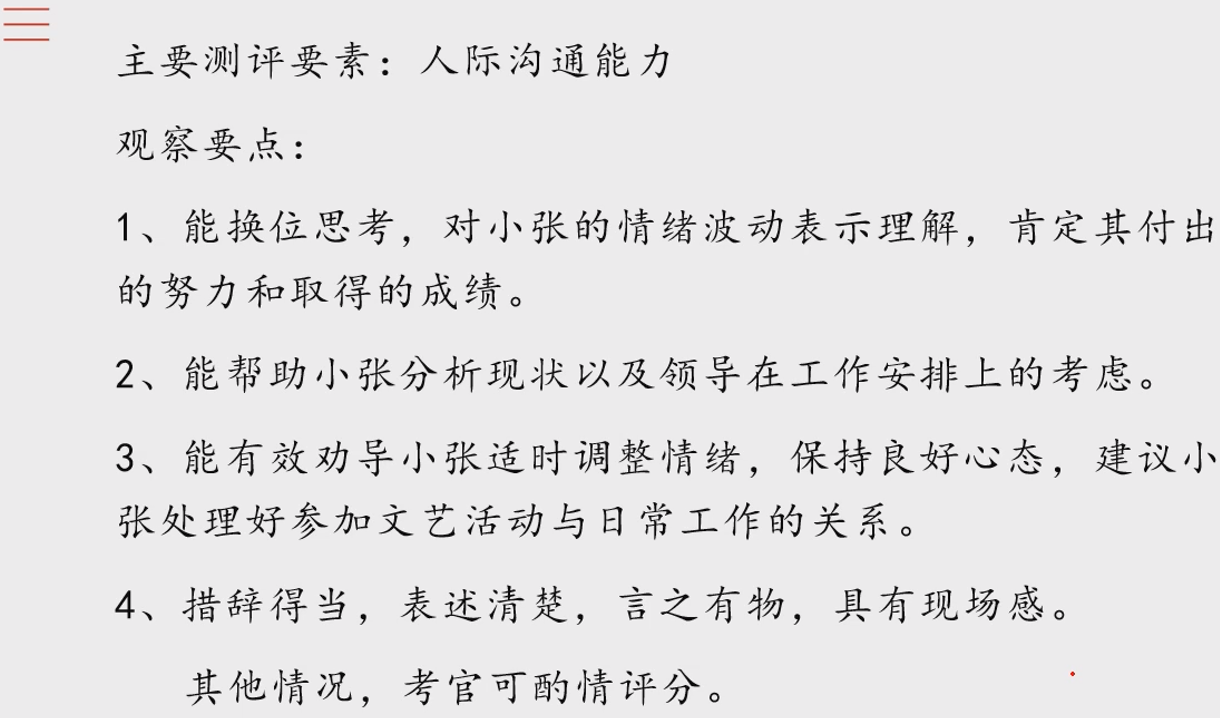 主要测评要素：人际沟通能力
观察要点：
1、能换位思考，对小张的情绪波动表示理解，肯定其付出
的努力和取得的成绩。
2、能帮助小张分析现状以及领导在工作安排上的考虑。
3、能有效劝导小张适时调整情绪，保持良好心态，建议小
张处理好参加文艺活动与日常工作的关系。
4、措辞得当，表述清楚，言之有物，具有现场感。
其他情况，考官可酌情评分。